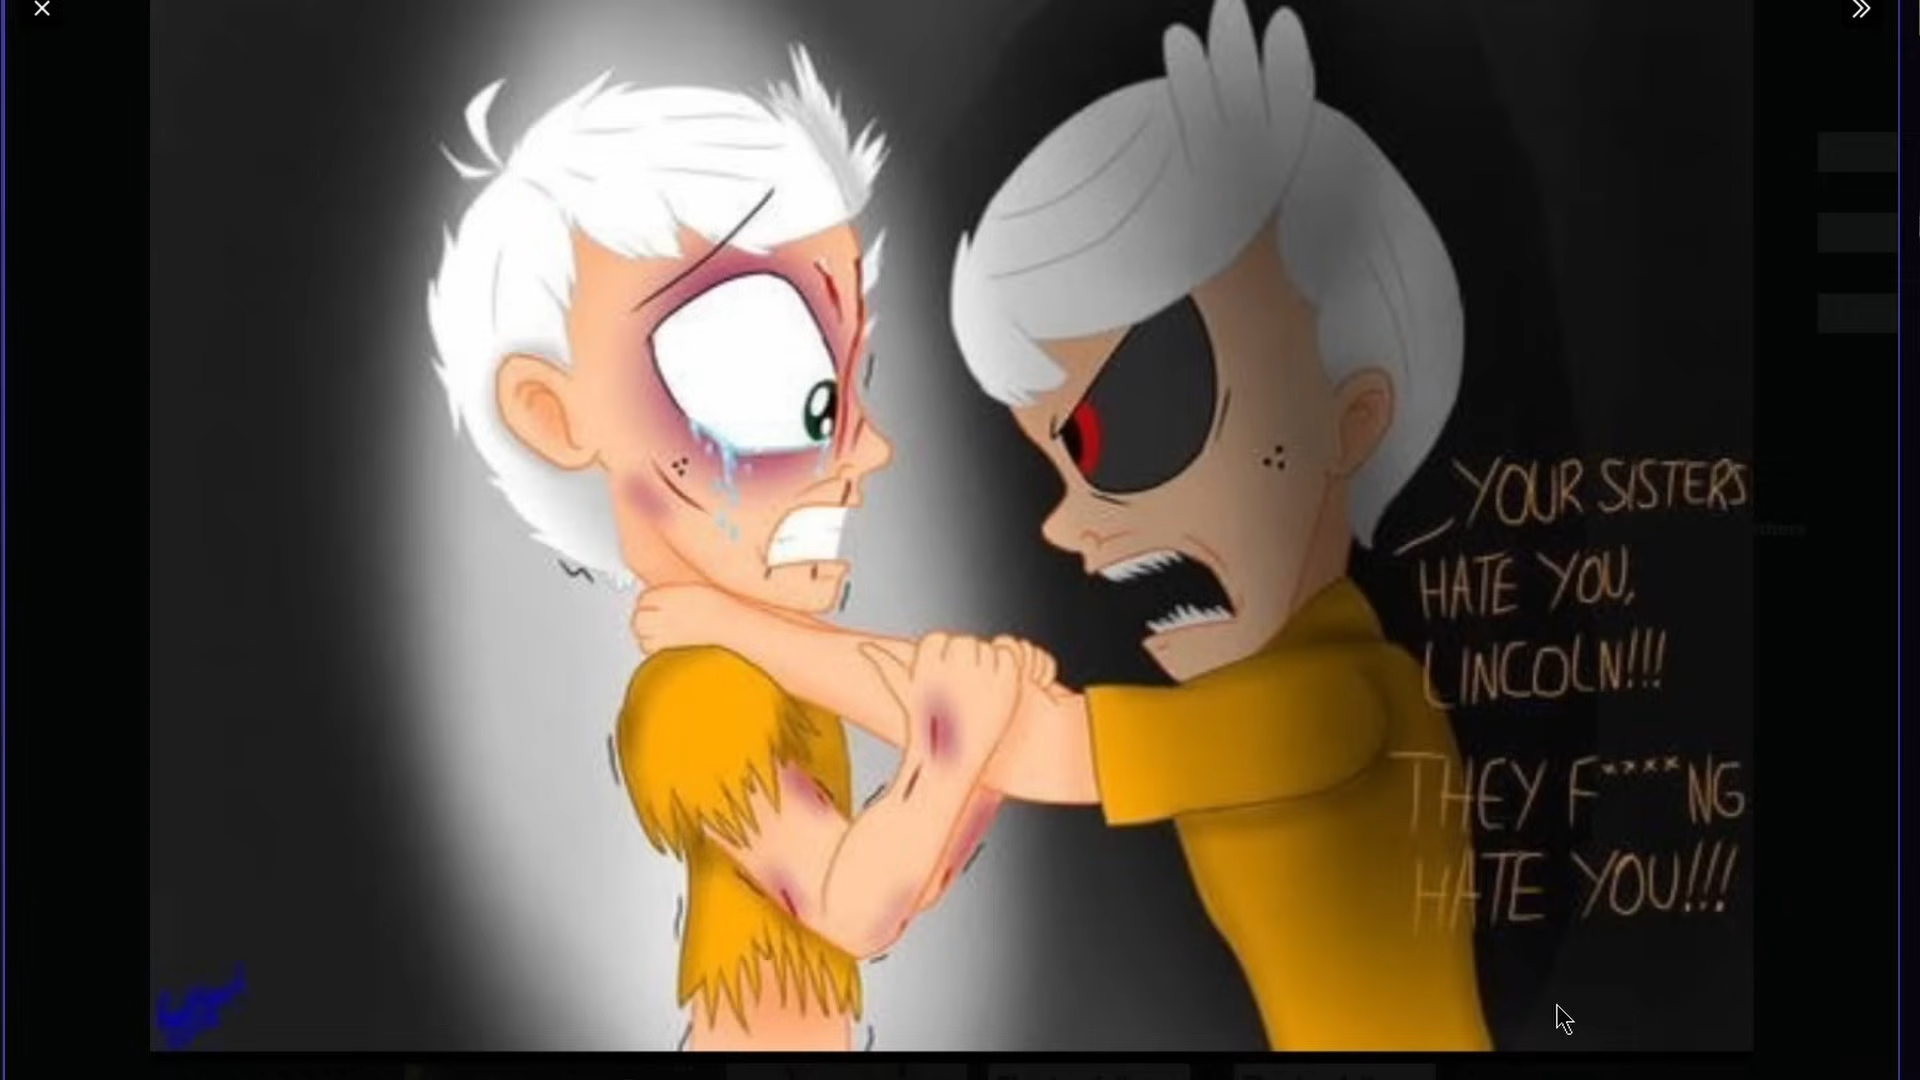 YOUR SISTERS
HATE YOU,
LINCOLN!!!
THEY F****NG
HATE YOU!!!